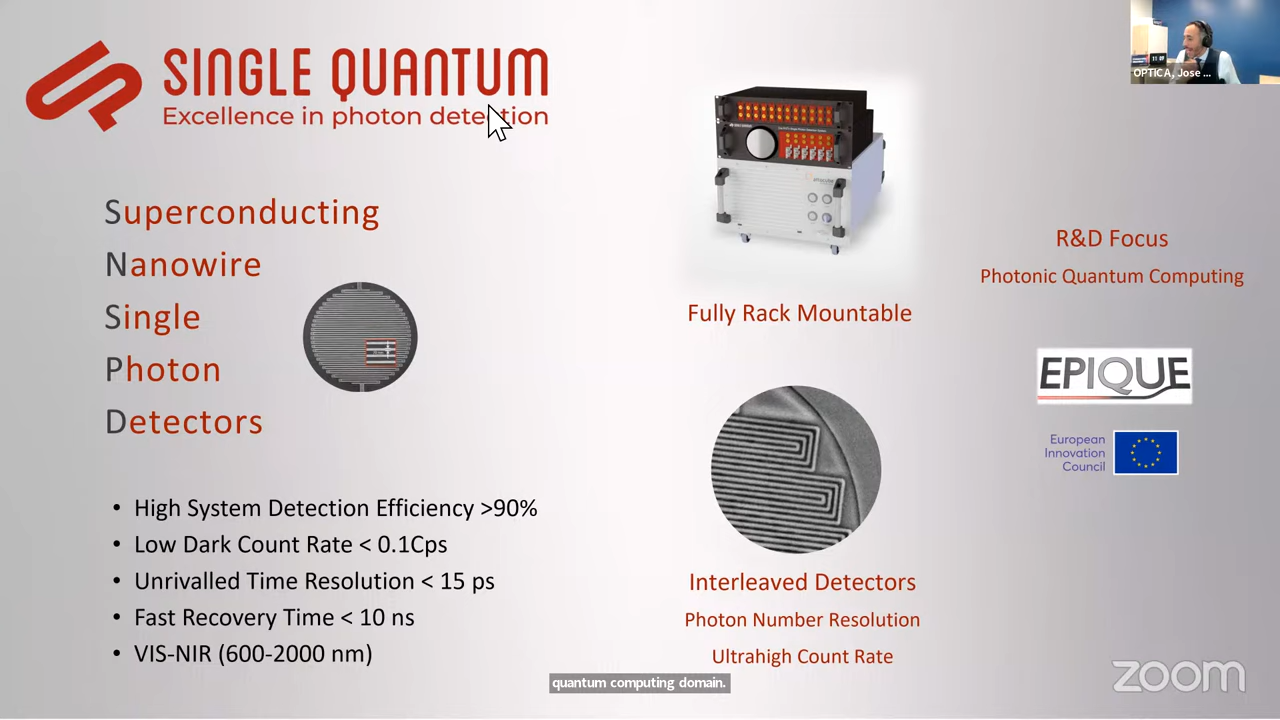 SINGLE QUANTUM
Excellence in photon detection
OPTICA, Jose ...
Superconducting
Nanowire
Single
Photon
Detectors
• High System Detection Efficiency >90%
• Low Dark Count Rate < 0.1Cps
• Unrivalled Time Resolution < 15 ps
• Fast Recovery Time < 10 ns
• VIS-NIR (600-2000 nm)
Fully Rack Mountable
Interleaved Detectors
Photon Number Resolution
Ultrahigh Count Rate
R&D Focus
Photonic Quantum Computing
EPIQUE
European
Innovation
Council
quantum computing domain.
zoom